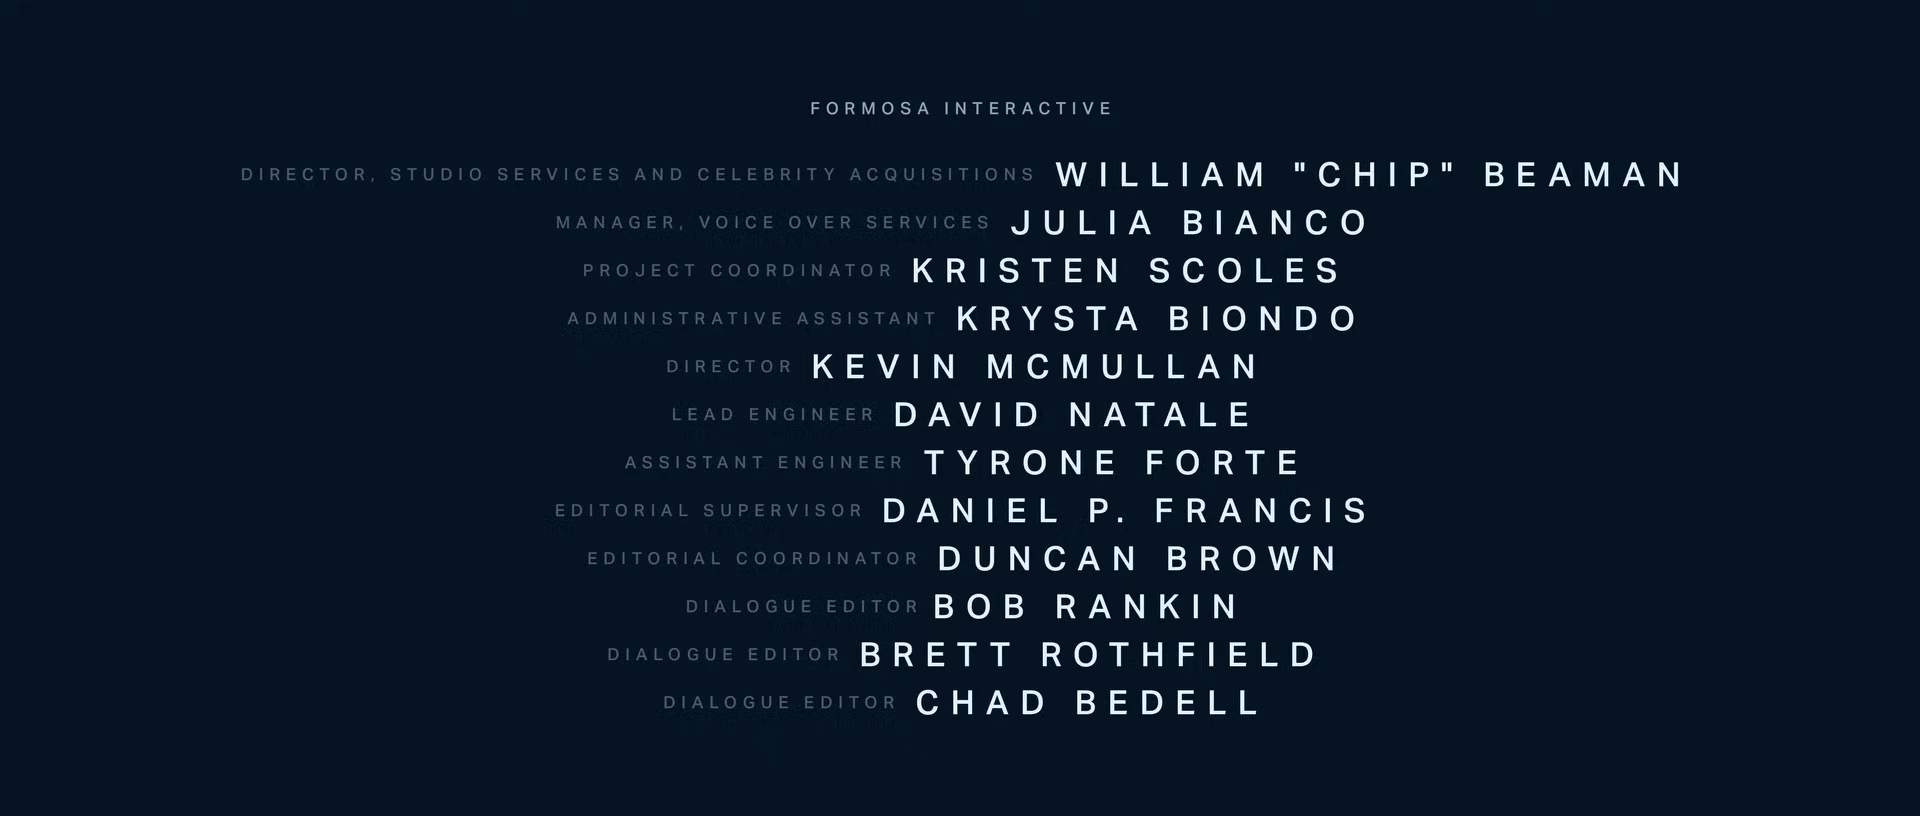 FORMOSA INTERACTIVE
DIRECTOR, STUDIO SERVICES AND CELEBRITY ACQUISITIONS WILLIAM "CHIP" BEAMAN
MANAGER, VOICE OVER SERVICES JULIA BIANCO
PROJECT COORDINATOR KRISTEN SCOLES
ADMINISTRATIVE ASSISTANT KRYSTA BIONDO
DIRECTOR KEVIN MCMULLAN
LEAD ENGINEER DAVID NATALE
ASSISTANT ENGINEER TYRONE FORTE
EDITORIAL SUPERVISOR DANIEL P. FRANCIS
EDITORIAL COORDINATOR DUNCAN BROWN
DIALOGUE EDITOR BOB RANKIN
DIALOGUE EDITOR BRETT ROTHFIELD
DIALOGUE EDITOR CHAD BEDELL